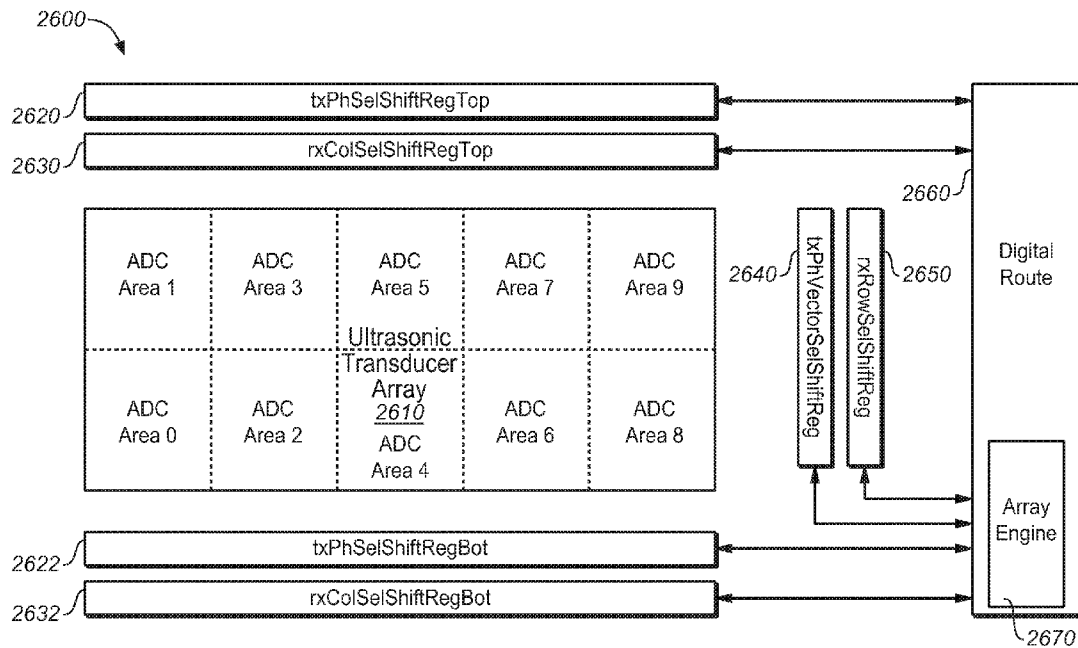 2600
2620
txPhSelShiftRegTop
2630
rxColSelShiftRegTop
2660
ADC
Area 1
ADC
Area 3
ADC
Area 5
ADC
Area 7
ADC
Area 9
2640
txPhVectorSelShiftReg
rxRowSelShiftReg
2650
Digital
Route
Ultrasonic
Transducer
Array
2610
ADC
Area 0
ADC
Area 2
ADC
Area 4
ADC
Area 6
ADC
Area 8
Array
Engine
2622
txPhSelShiftRegBot
2632
rxColSelShiftRegBot
2670